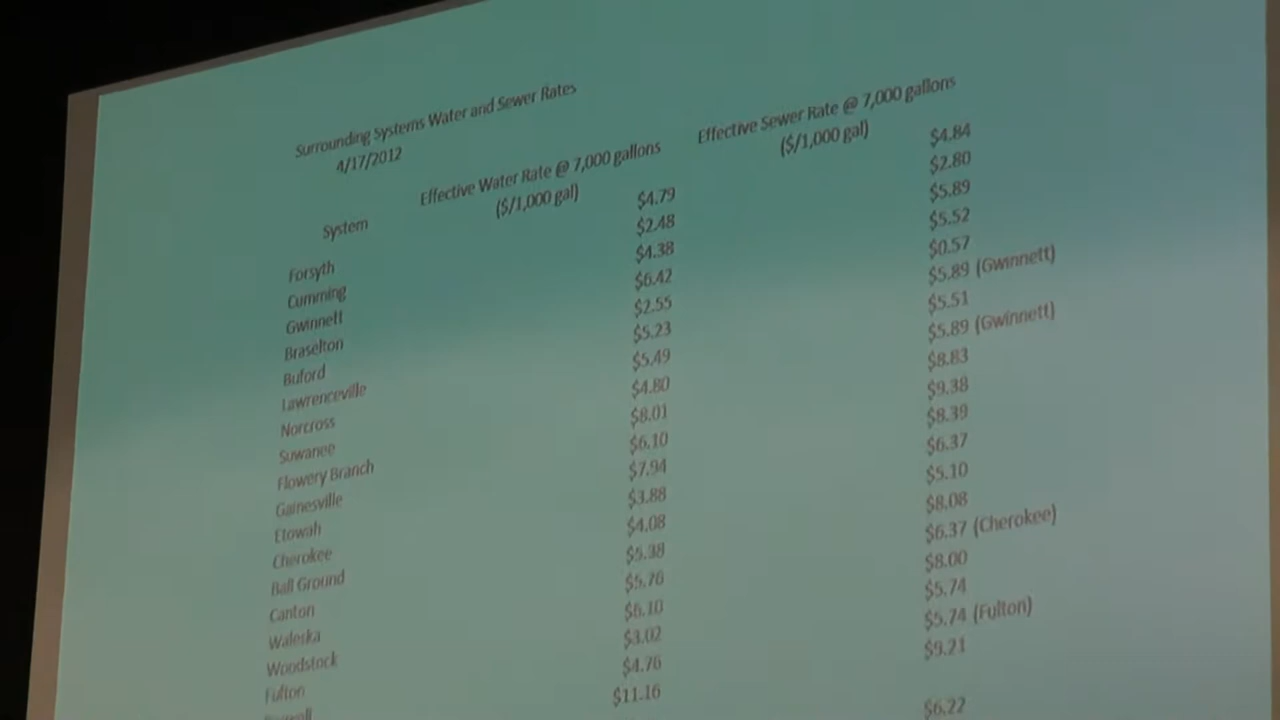 Surrounding Systems Water and Sewer Rates
4/17/2012
System Effective Water Rate @ 7,000 gallons ($/1,000 gal) Effective Sewer Rate @ 7,000 gallons ($/1,000 gal)
Forsyth $4.79 $4.84
Cumming $2.48 $2.80
Gwinnett $4.38 $5.89
Braselton $6.42 $5.52
Buford $2.55 $0.57
Lawrenceville $5.23 $5.89 (Gwinnett)
Norcross $5.49 $5.51
Suwanee $4.80 $5.89 (Gwinnett)
Flowery Branch $8.01 $8.83
Gainesville $6.10 $9.38
Etowah $7.94 $8.39
Cherokee $3.88 $6.37
Ball Ground $4.08 $5.10
Canton $5.38 $8.08
Waleska $5.76 $6.37 (Cherokee)
Woodstock $6.10 $8.00
Fulton $3.02 $5.74
$4.76 $5.74 (Fulton)
$11.16 $9.21
$6.22